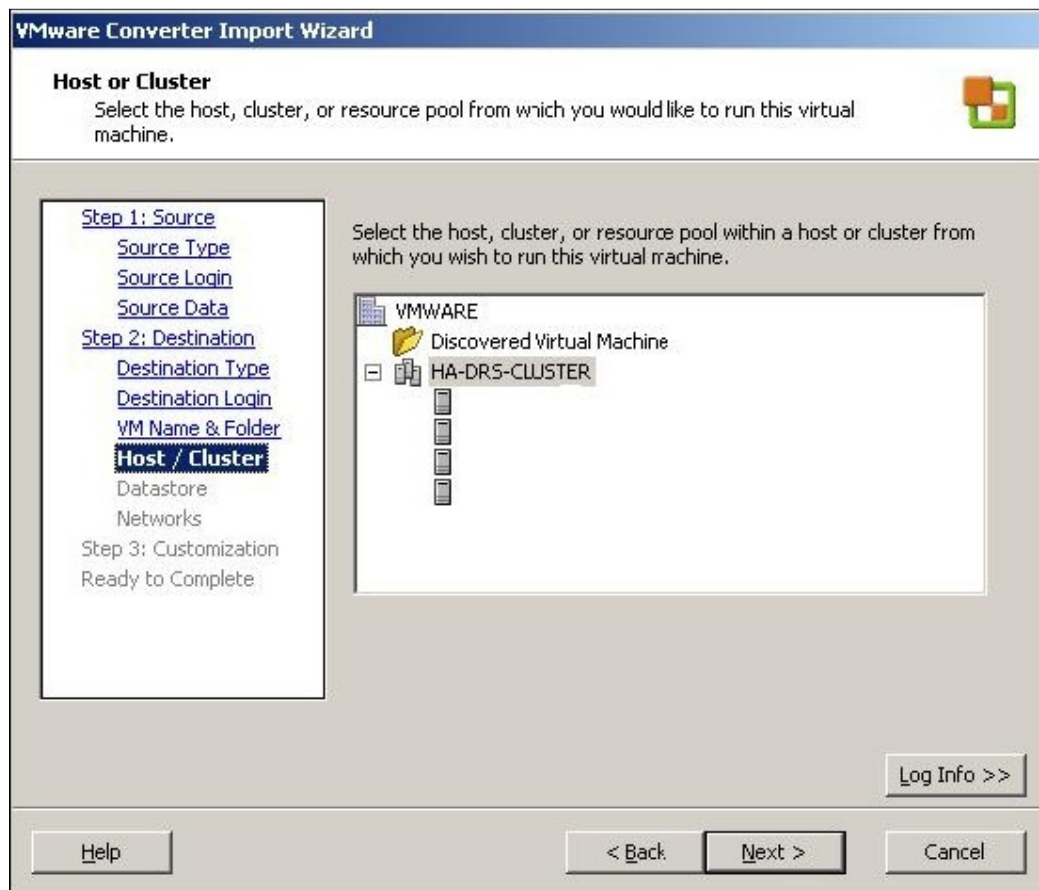 VMware Converter Import Wizard
Host or Cluster
Select the host, cluster, or resource pool from which you would like to run this virtual
machine.
Step 1: Source
Source Type
Source Login
Source Data
Step 2: Destination
Destination Type
Destination Login
VM Name & Folder
Host / Cluster
Datastore
Networks
Step 3: Customization
Ready to Complete
Select the host, cluster, or resource pool within a host or cluster from
which you wish to run this virtual machine.
VMWARE
Discovered Virtual Machine
HA-DRS-CLUSTER
Log Info >>
Help
< Back
Next >
Cancel